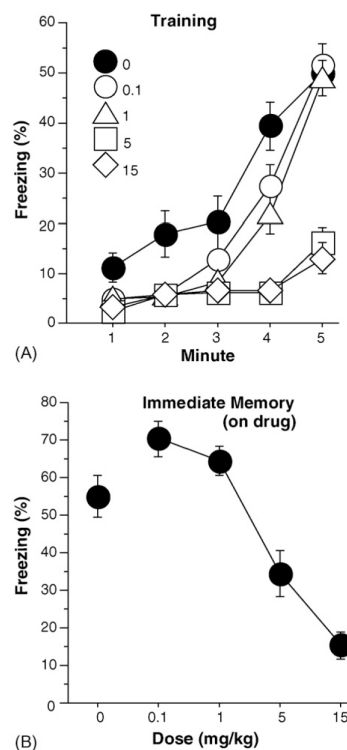 Training
60
50
40
30
20
10
0
Freezing (%)
0
0.1
1
5
15
1 2 3 4 5
Minute
(A)
Immediate Memory
(on drug)
80
70
60
50
40
30
20
10
0
Freezing (%)
0 0.1 1 5 15
Dose (mg/kg)
(B)